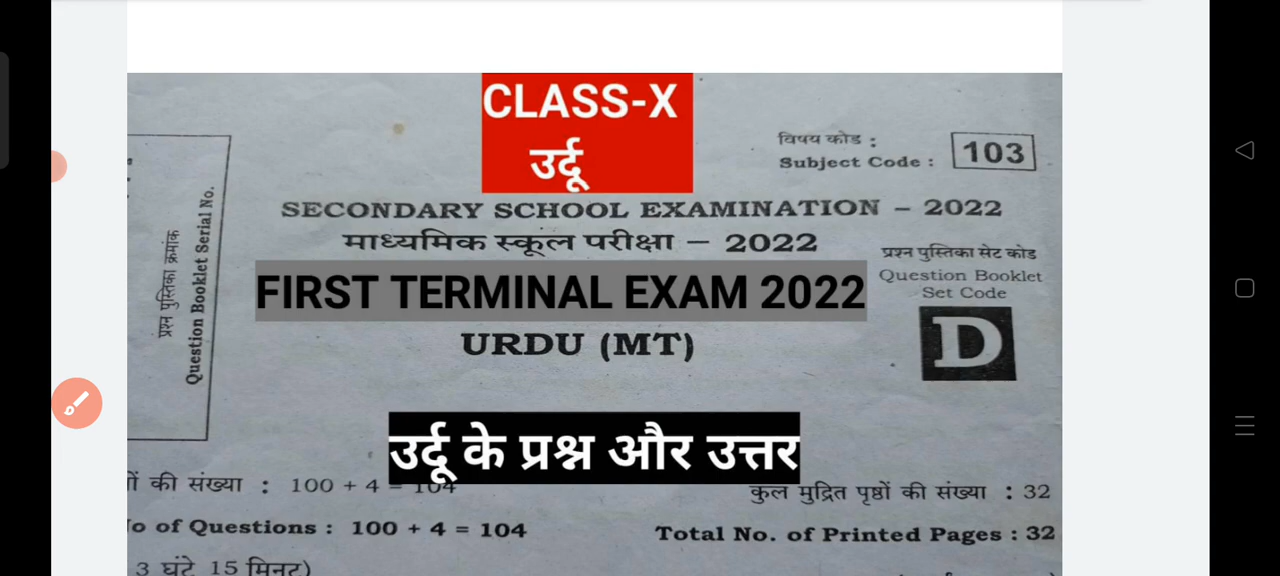 CLASS-X
उर्दू
विषय कोड :
Subject Code : 103
SECONDARY SCHOOL EXAMINATION – 2022
माध्यमिक स्कूल परीक्षा – 2022
प्रश्न पुस्तिका सेट कोड
Question Booklet
Set Code
D
FIRST TERMINAL EXAM 2022
URDU (MT)
प्रश्न पुस्तिका क्रमांक
Question Booklet Serial No.
उर्दू के प्रश्न और उत्तर
की संख्या : 100 + 4 = 104
कुल मुद्रित पृष्ठों की संख्या : 32
of Questions : 100 + 4 = 104
Total No. of Printed Pages : 32
3 घंटे 15 मिनट)